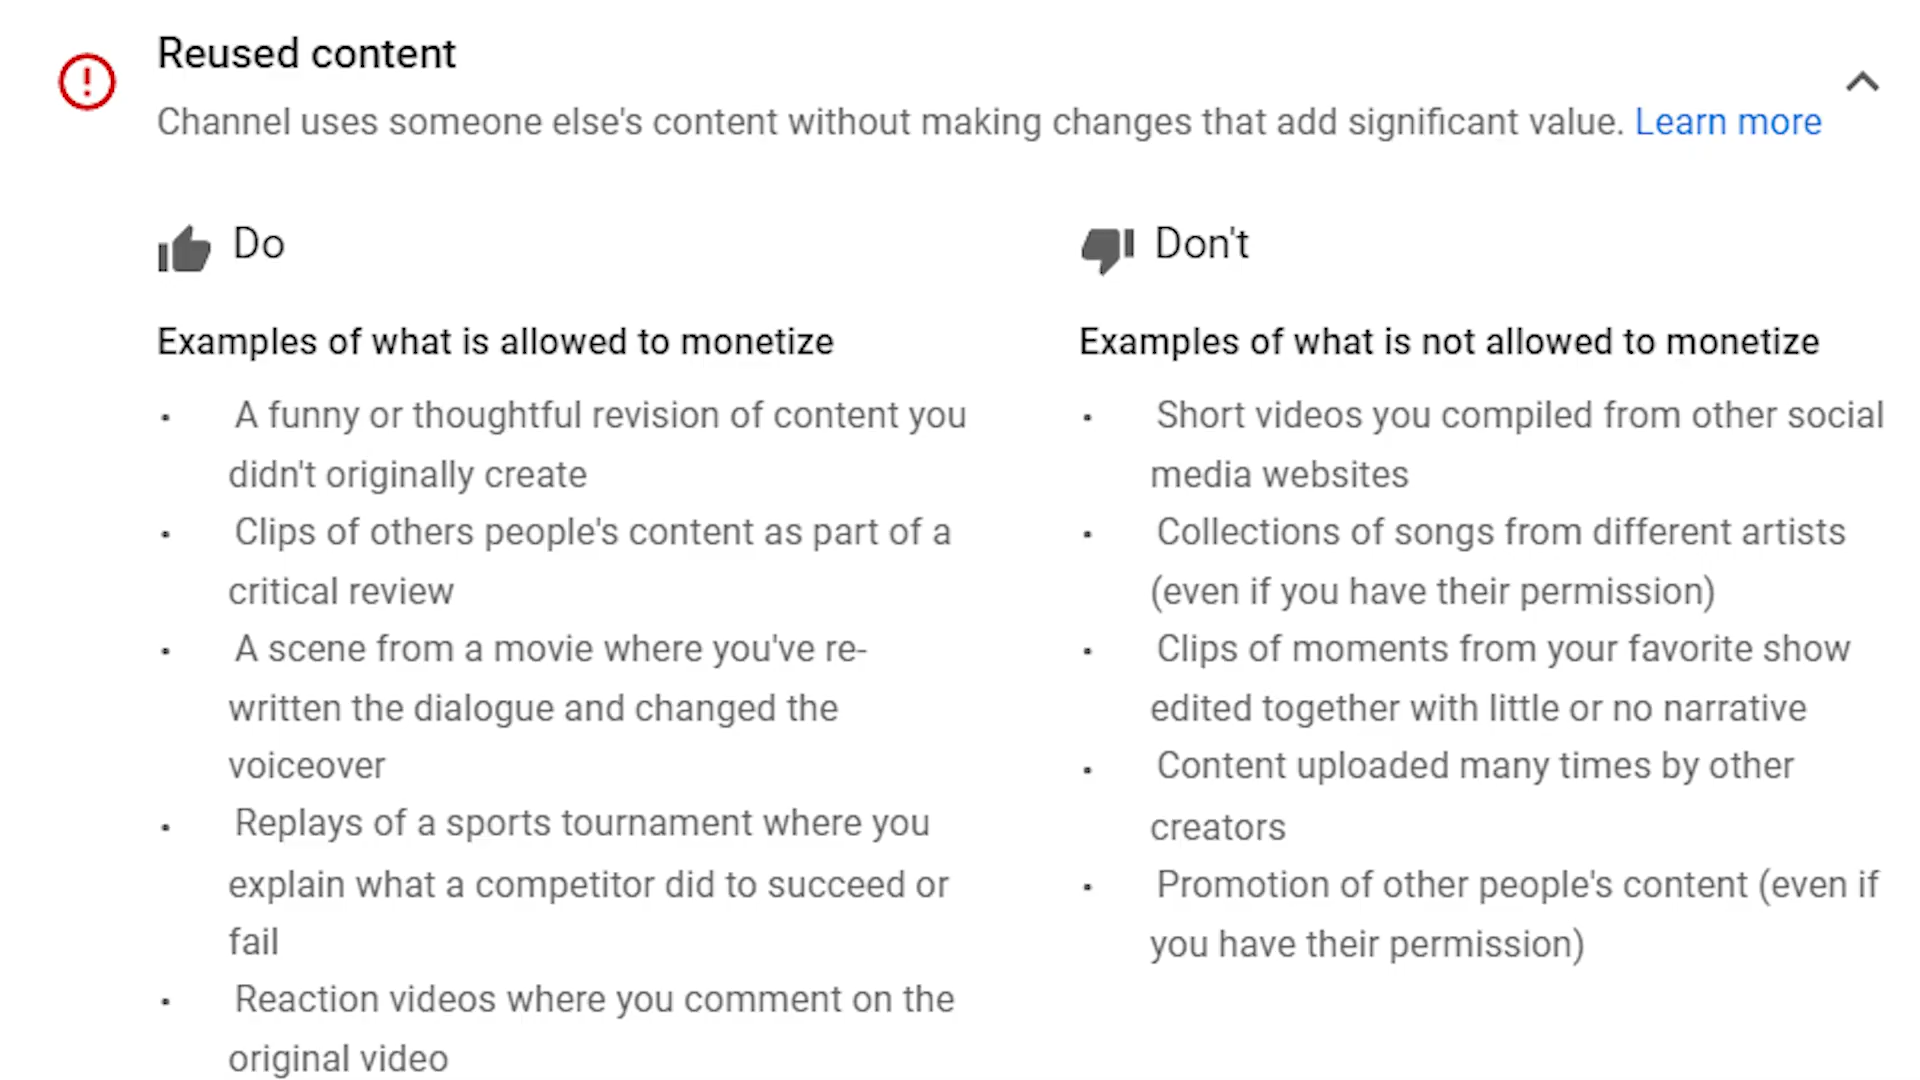 Reused content
Channel uses someone else's content without making changes that add significant value. Learn more
Do
Examples of what is allowed to monetize
• A funny or thoughtful revision of content you
didn't originally create
• Clips of others people's content as part of a
critical review
• A scene from a movie where you've re-
written the dialogue and changed the
voiceover
• Replays of a sports tournament where you
explain what a competitor did to succeed or
fail
• Reaction videos where you comment on the
original video
Don't
Examples of what is not allowed to monetize
• Short videos you compiled from other social
media websites
• Collections of songs from different artists
(even if you have their permission)
• Clips of moments from your favorite show
edited together with little or no narrative
• Content uploaded many times by other
creators
• Promotion of other people's content (even if
you have their permission)